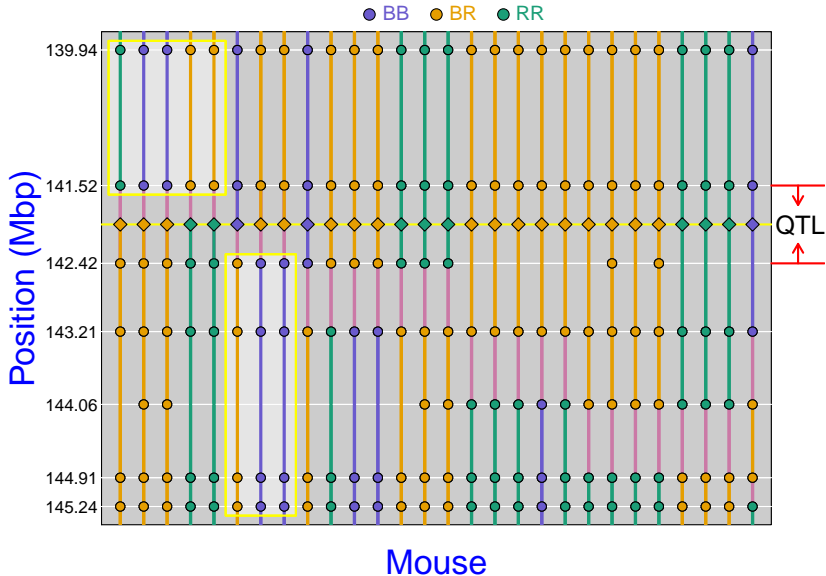 BB BR RR
139.94
141.52
QTL
142.42
143.21
144.06
144.91
145.24
Position (Mbp)
Mouse